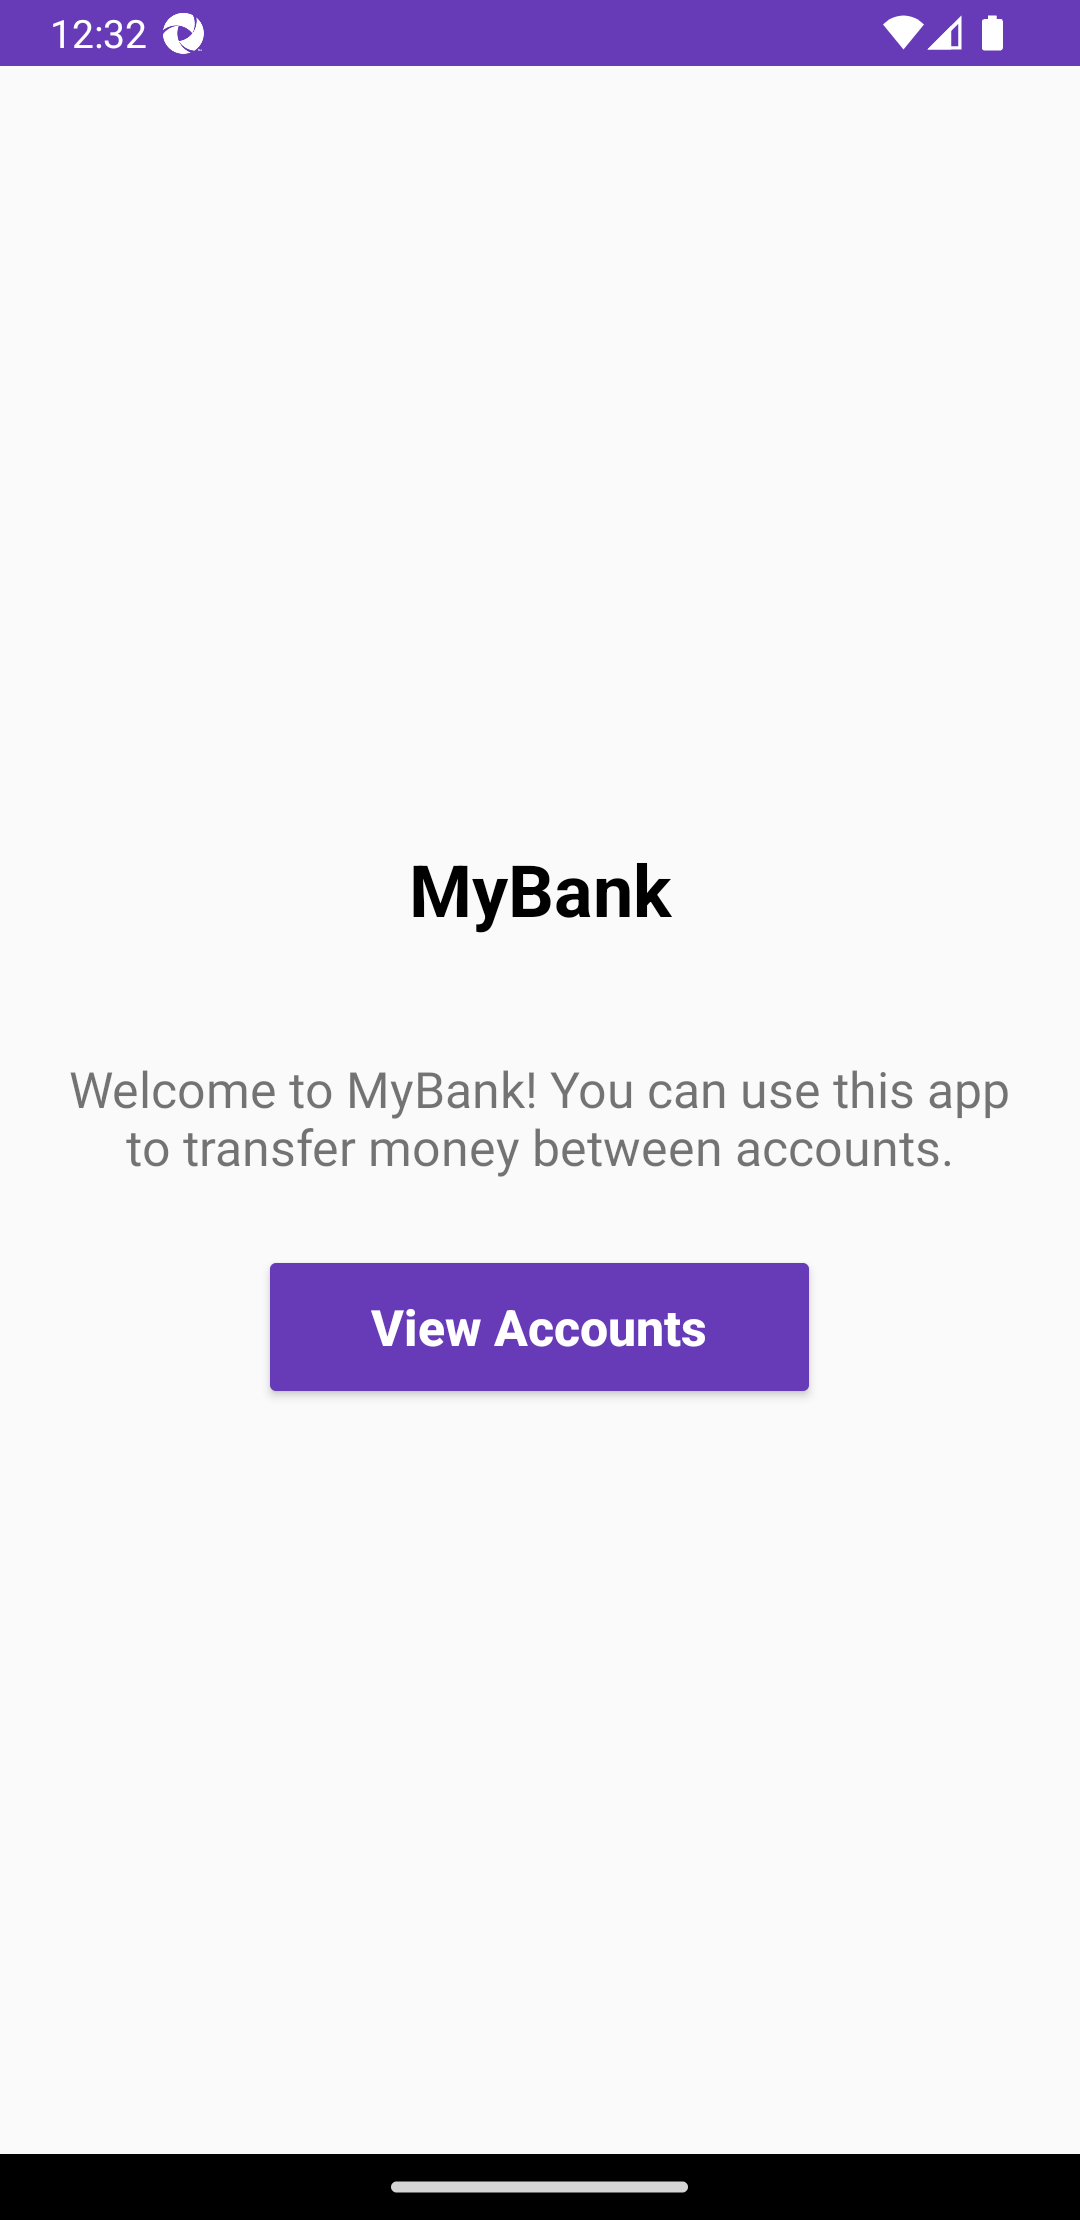 12:32
MyBank
Welcome to MyBank! You can use this app
to transfer money between accounts.
View Accounts